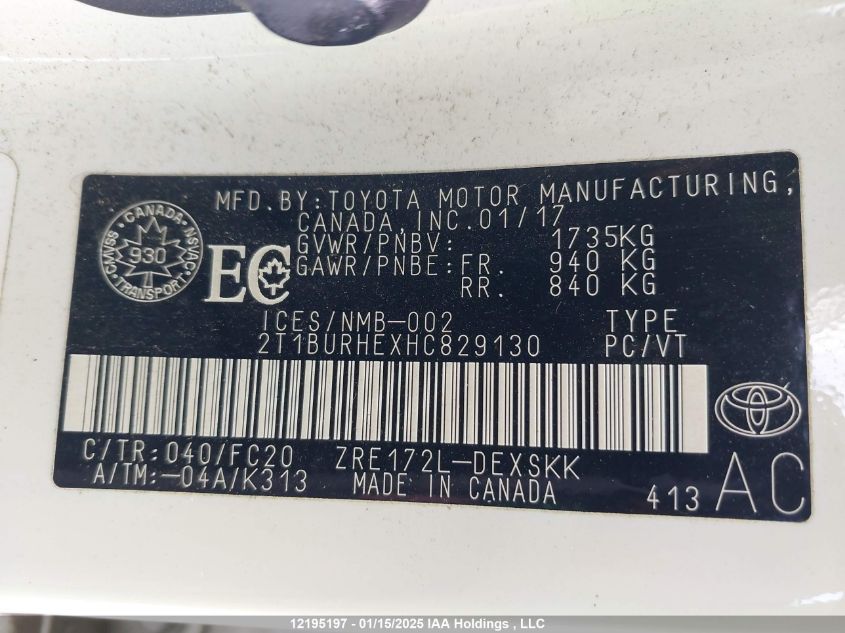 MFD.BY:TOYOTA MOTOR MANUFACTURING,
CANADA,INC.01/17
GVWR/PNBV: 1735KG
GAWR/PNBE:FR. 940 KG
RR. 840 KG
CANADA
CMVSS NSVAC
930
TRANSPORT
EC
ICES/NMB-002 TYPE
2T1BURHEXHC829130 PC/VT
C/TR:040/FC20 ZRE172L-DEXSKK
A/TM:-04A/K313 MADE IN CANADA
413 AC
12195197 - 01/15/2025 IAA Holdings , LLC